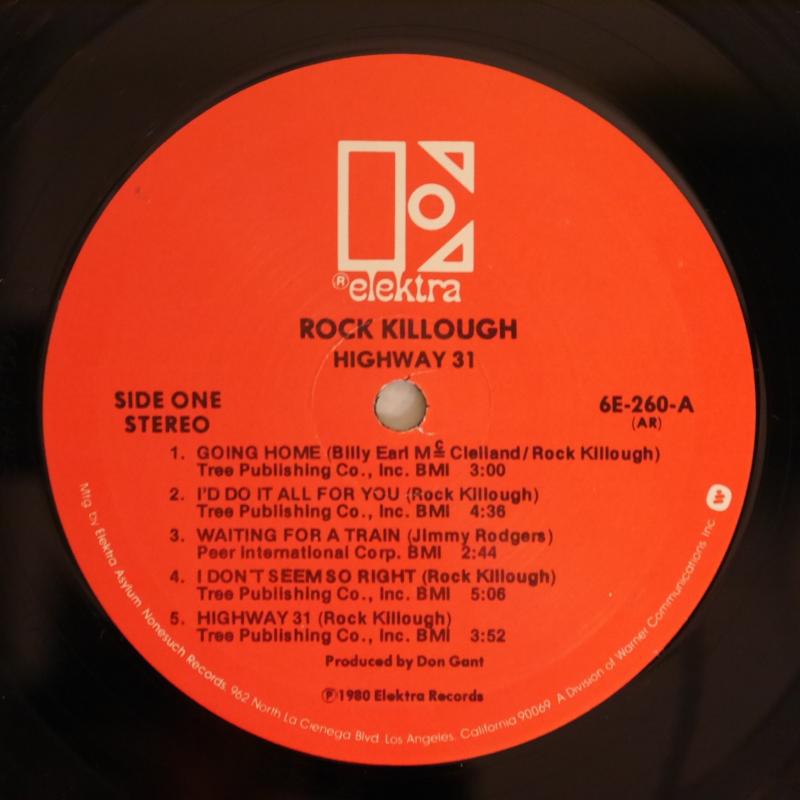 ® elektra
ROCK KILLOUGH
HIGHWAY 31
SIDE ONE
STEREO
6E-260-A
(AR)
1. GOING HOME (Billy Earl Mc Clelland/Rock Killough)
Tree Publishing Co., Inc. BMI 3:00
2. I'D DO IT ALL FOR YOU (Rock Killough)
Tree Publishing Co., Inc. BMI 4:36
3. WAITING FOR A TRAIN (Jimmy Rodgers)
Peer International Corp. BMI 2:44
4. I DON'T SEEM SO RIGHT (Rock Killough)
Tree Publishing Co., Inc. BMI 5:06
5. HIGHWAY 31 (Rock Killough)
Tree Publishing Co., Inc. BMI 3:52
Produced by Don Gant
℗1980 Elektra Records
Mfg. by Elektra Asylum Nonesuch Records, 962 North La Cienega Blvd. Los Angeles, California 90069 A Division of Warner Communications Inc